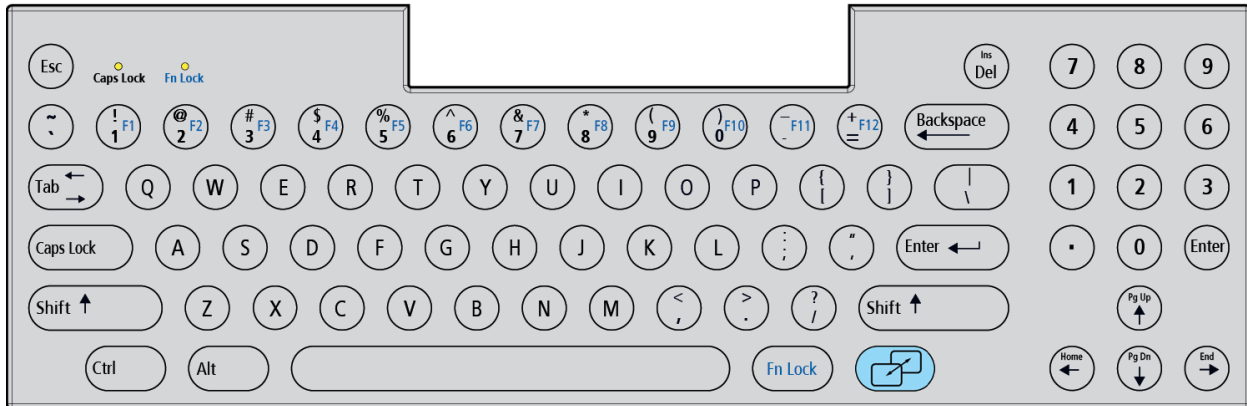 Esc Caps Lock Fn Lock Ins Del 7 8 9
~ ` ! 1 F1 @ 2 F2 # 3 F3 $ 4 F4 % 5 F5 ^ 6 F6 & 7 F7 * 8 F8 ( 9 F9 ) 0 F10 _ - F11 + = F12 Backspace 4 5 6
Tab Q W E R T Y U I O P { [ } ] | \ 1 2 3
Caps Lock A S D F G H J K L : ; " ' Enter . 0 Enter
Shift Z X C V B N M < , > . ? / Shift Pg Up
Ctrl Alt Fn Lock Home Pg Dn End